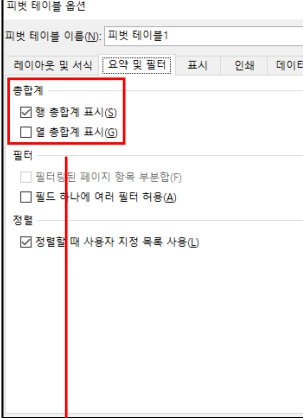 피벗 테이블 옵션
피벗 테이블 이름(N): 피벗 테이블1
레이아웃 및 서식 요약 및 필터 표시 인쇄 데이터
총합계
행 총합계 표시(S)
열 총합계 표시(G)
필터
필터링된 페이지 항목 부분합(F)
필드 하나에 여러 필터 허용(A)
정렬
정렬할 때 사용자 지정 목록 사용(L)